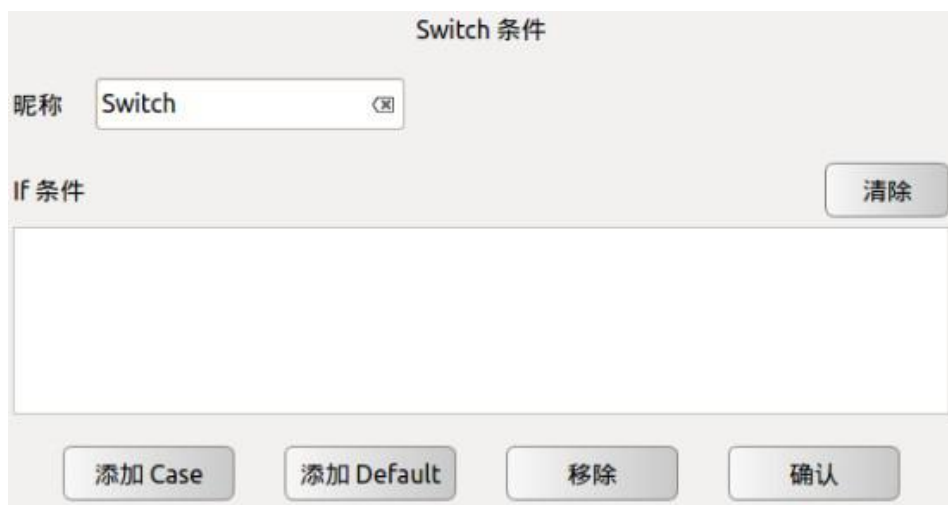 Switch 条件
昵称 Switch
If 条件 清除
添加 Case 添加 Default 移除 确认